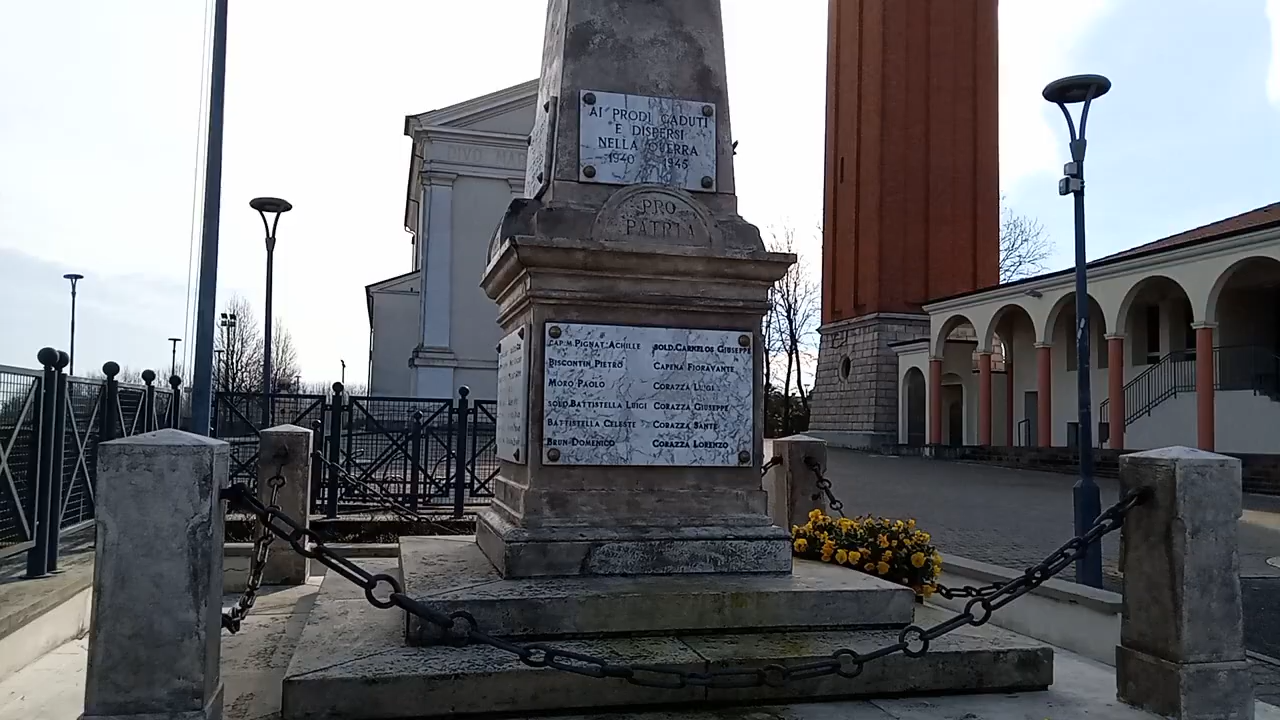 AI PRODI CADUTI
E DISPERSI
NELLA GUERRA
1940 1945
PRO
PATRIA
DIVO
CAP. M. PIGNAT. ACHILLE
BISCONTIN PIETRO
MORO PAOLO
SOLD. BATTISTELLA LUIGI
BATTISTELLA CELESTE
BRUN DOMENICO
SOLD. CARNELOS GIUSEPPE
CAPENA FIORAVANTE
CORAZZA LUIGI
CORAZZA GIUSEPPE
CORAZZA SANTE
CORAZZA LORENZO